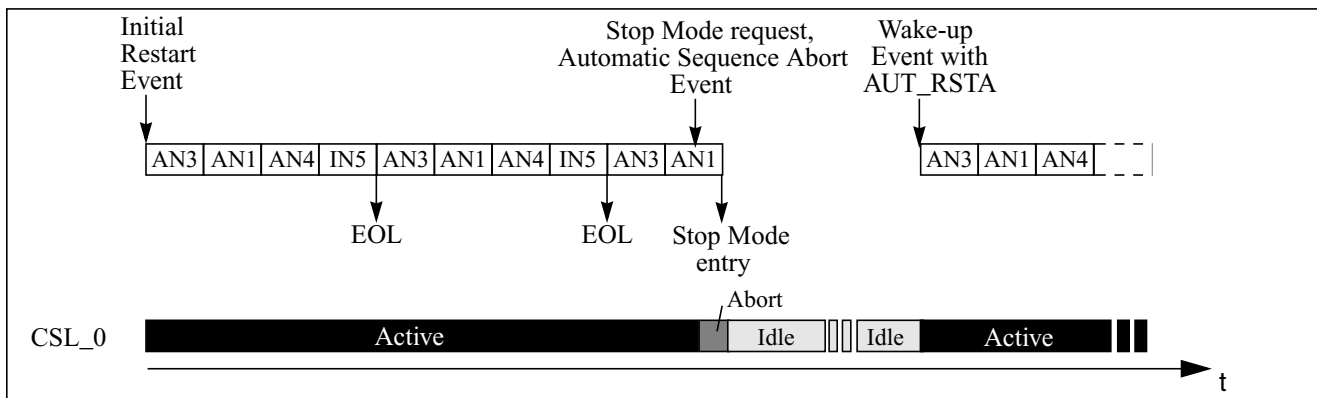 Initial
Restart
Event
Stop Mode request,
Automatic Sequence Abort
Event
Wake-up
Event with
AUT_RSTA
AN3 AN1 AN4 IN5 AN3 AN1 AN4 IN5 AN3 AN1
AN3 AN1 AN4
EOL
EOL
Stop Mode
entry
Abort
CSL_0
Active
Idle
Idle
Active
t